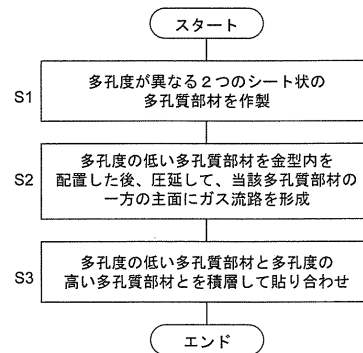 スタート
S1
多孔度が異なる2つのシート状の
多孔質部材を作製
S2
多孔度の低い多孔質部材を金型内を
配置した後、圧延して、当該多孔質部材の
一方の主面にガス流路を形成
S3
多孔度の低い多孔質部材と多孔度の
高い多孔質部材とを積層して貼り合わせ
エンド